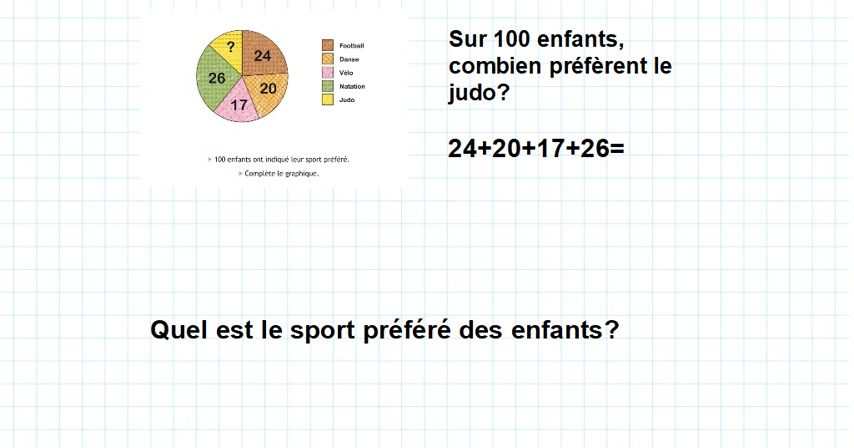 ?
24
26
20
17
Football
Danse
Vélo
Natation
Judo
* 100 enfants ont indiqué leur sport préféré.
* Complète le graphique.
Sur 100 enfants,
combien préfèrent le
judo?
24+20+17+26=
Quel est le sport préféré des enfants?